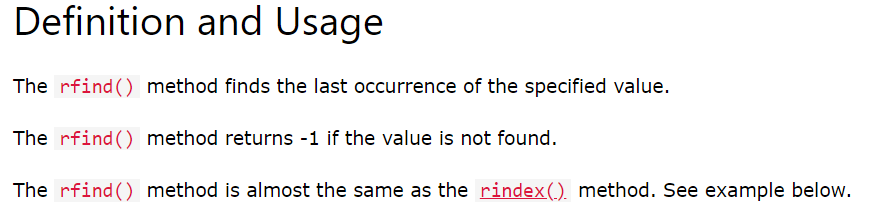 Definition and Usage
The rfind() method finds the last occurrence of the specified value.
The rfind() method returns -1 if the value is not found.
The rfind() method is almost the same as the rindex() method. See example below.